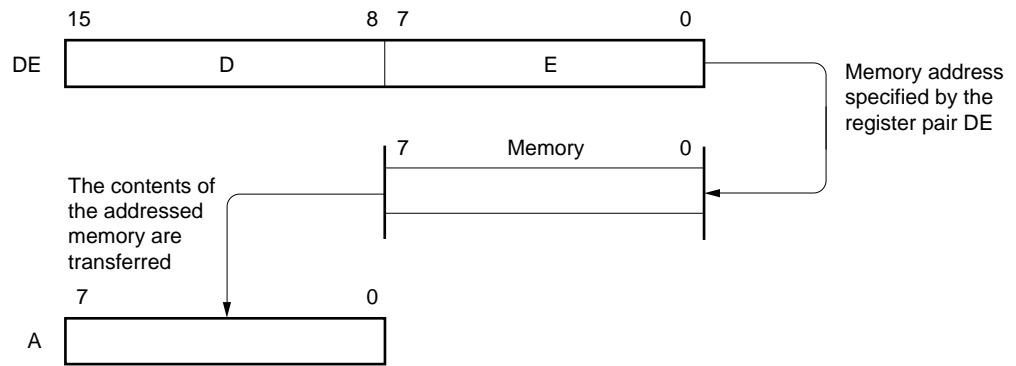 15 8 7 0
DE D E
Memory address
specified by the
register pair DE
7 Memory 0
The contents of
the addressed
memory are
transferred
7 0
A